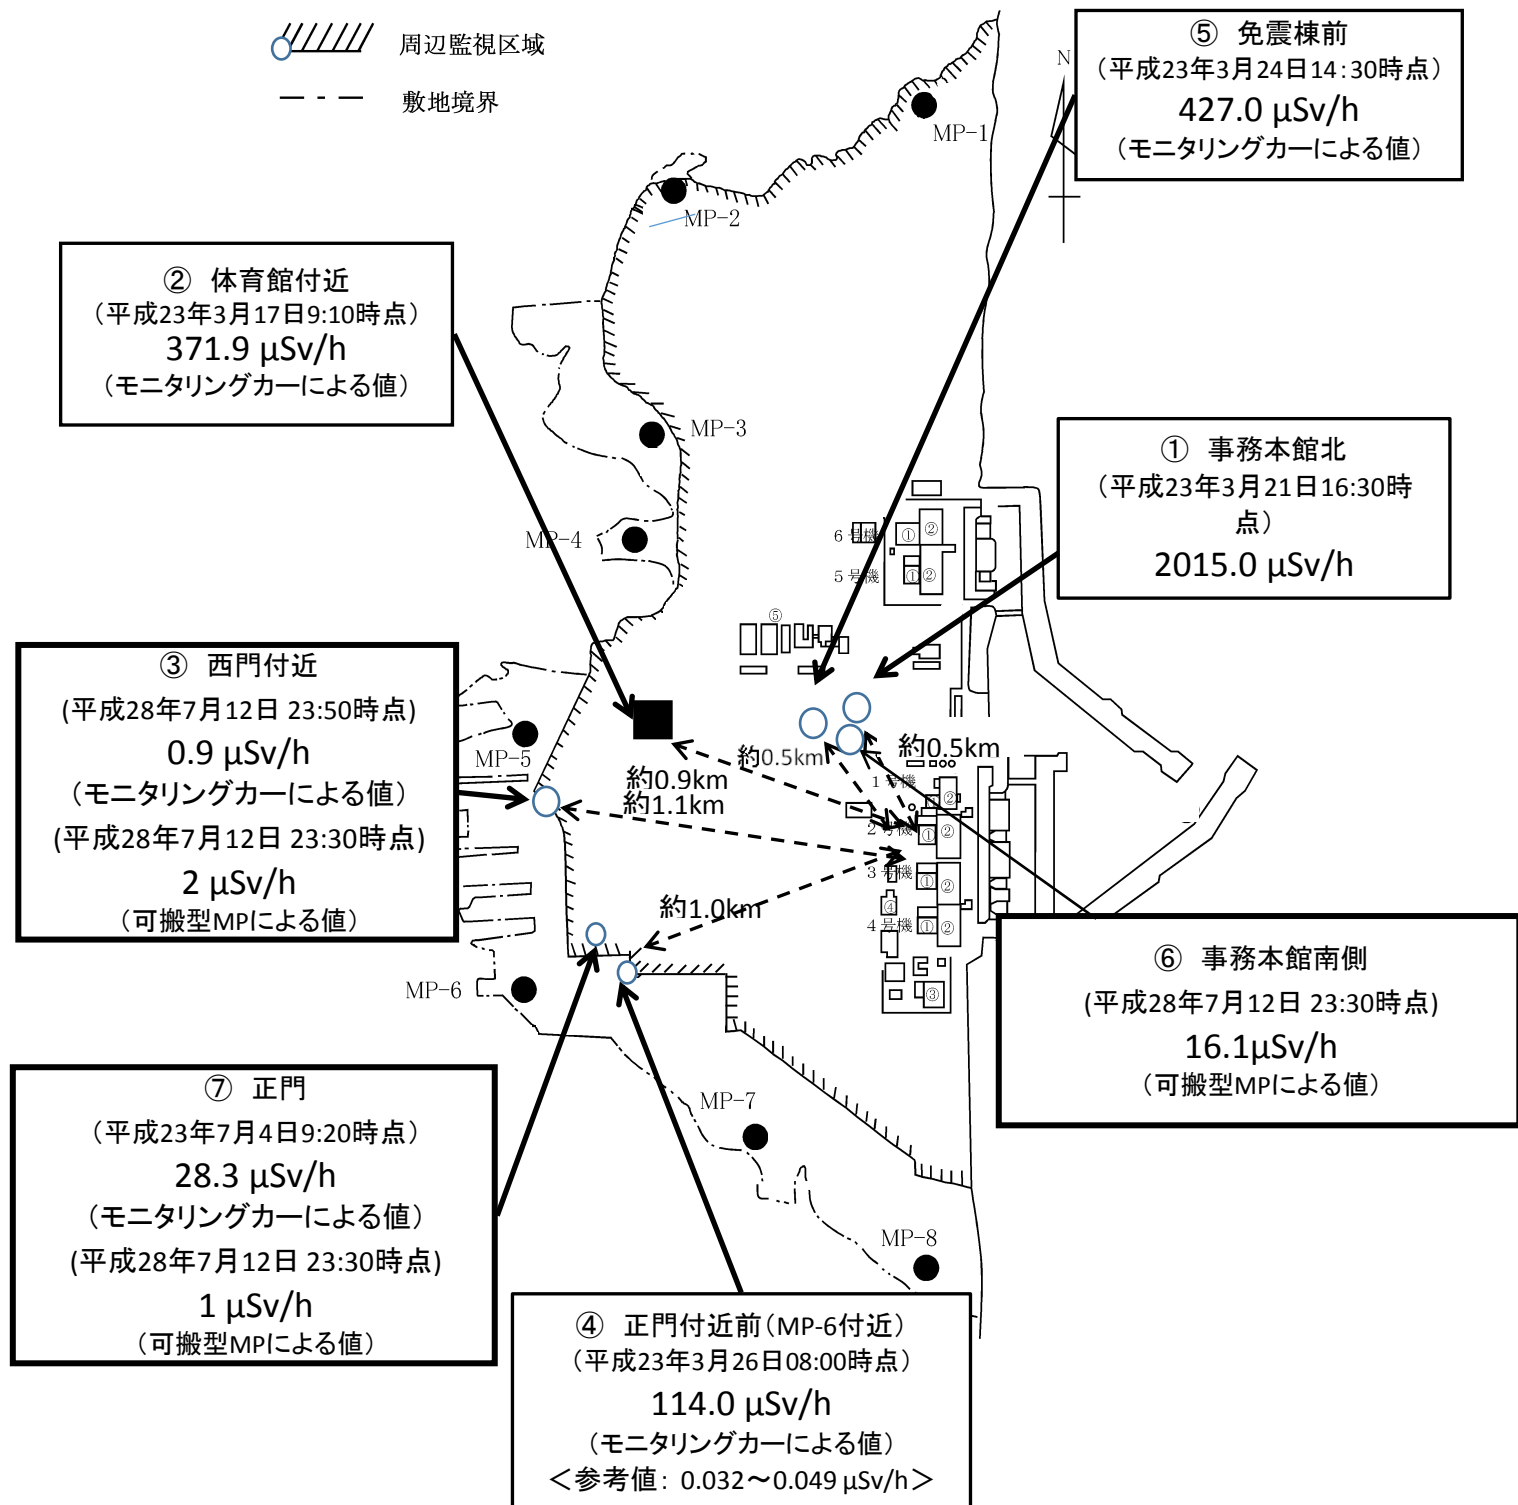 周辺監視区域
敷地境界
N
⑤ 免震棟前
（平成23年3月24日14:30時点）
427.0 μSv/h
（モニタリングカーによる値）
MP-1
MP-2
② 体育館付近
（平成23年3月17日9:10時点）
371.9 μSv/h
（モニタリングカーによる値）
MP-3
① 事務本館北
（平成23年3月21日16:30時
点）
2015.0 μSv/h
MP-4
６号機
①
②
５号機
①
②
⑤
③ 西門付近
(平成28年7月12日 23:50時点)
0.9 μSv/h
（モニタリングカーによる値）
(平成28年7月12日 23:30時点)
2 μSv/h
（可搬型MPによる値）
MP-5
約0.5km
約0.5km
約0.9km
約1.1km
１号機
①
②
２号機
①
②
３号機
①
②
約1.0km
④
４号機
①
②
③
MP-6
⑥ 事務本館南側
(平成28年7月12日 23:30時点)
16.1μSv/h
（可搬型MPによる値）
⑦ 正門
（平成23年7月4日9:20時点）
28.3 μSv/h
（モニタリングカーによる値）
(平成28年7月12日 23:30時点)
1 μSv/h
（可搬型MPによる値）
MP-7
MP-8
④ 正門付近前（MP-6付近）
（平成23年3月26日08:00時点）
114.0 μSv/h
（モニタリングカーによる値）
＜参考値： 0.032～0.049 μSv/h＞